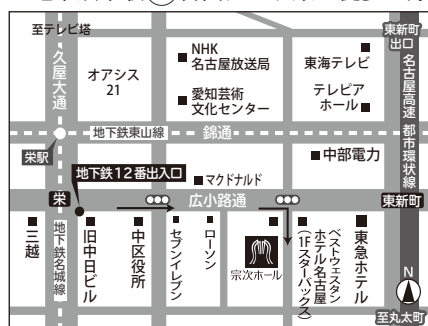 至テレビ塔
東新町
出口
NHK
名古屋放送局
東海テレビ
久屋大通
オアシス
21
愛知芸術
文化センター
テレピア
ホール
名古屋高速
都市環状線
地下鉄東山線
錦通
栄駅
中部電力
地下鉄12番出入口
マクドナルド
栄
広小路通
東新町
三越
地下鉄名城線
旧中日ビル
中区役所
セブンイレブン
ローソン
宗次ホール
ベストウェスタン
ホテル名古屋
(1Fスターバックス)
東急ホテル
N
至丸太町